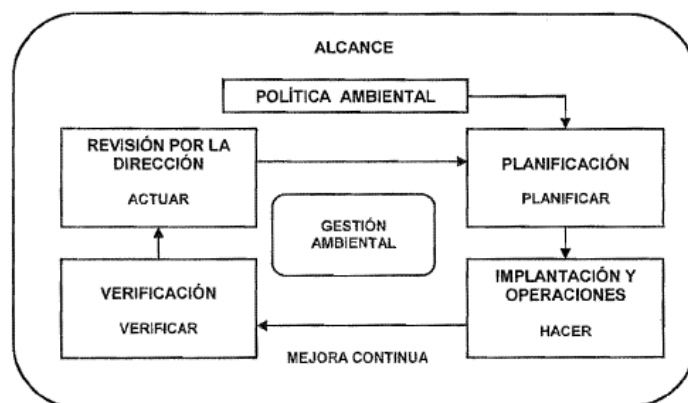 ALCANCE
POLÍTICA AMBIENTAL
REVISIÓN POR LA
DIRECCIÓN
ACTUAR
PLANIFICACIÓN
PLANIFICAR
GESTIÓN
AMBIENTAL
VERIFICACIÓN
VERIFICAR
IMPLANTACIÓN Y
OPERACIONES
HACER
MEJORA CONTINUA